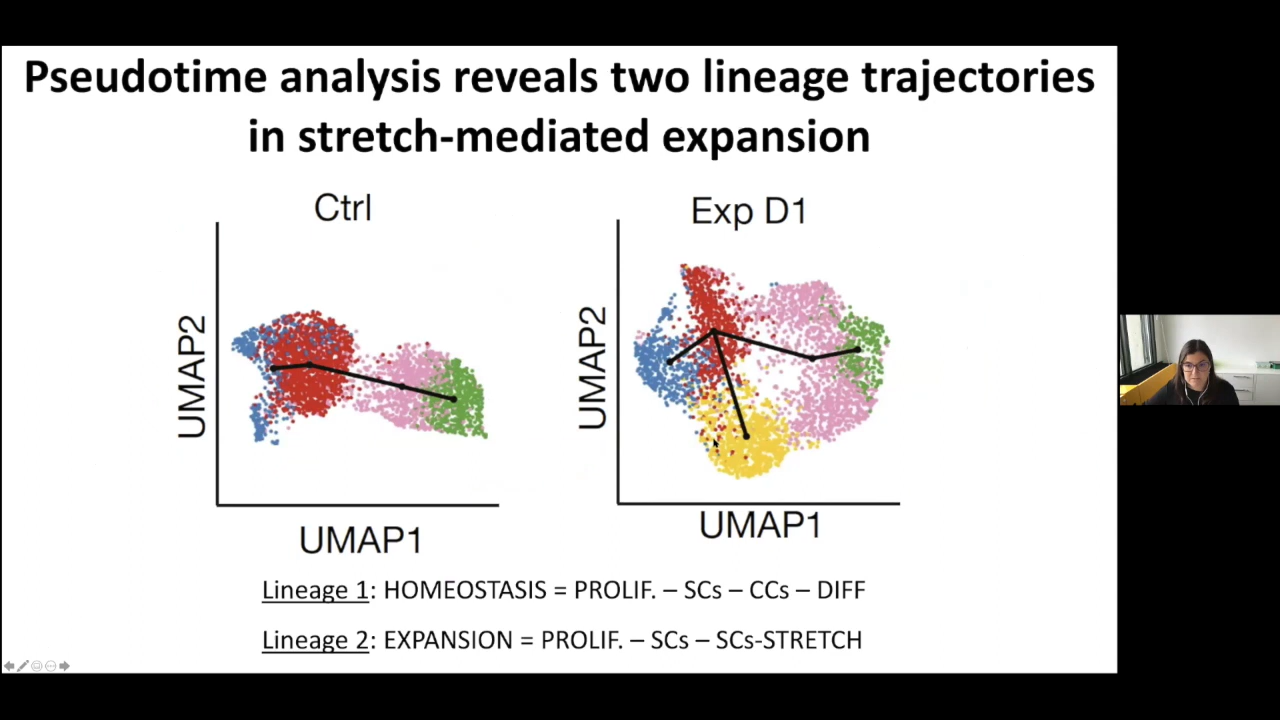 Pseudotime analysis reveals two lineage trajectories
in stretch-mediated expansion
Ctrl
Exp D1
UMAP2
UMAP2
UMAP1
UMAP1
Lineage 1: HOMEOSTASIS = PROLIF. – SCs – CCs – DIFF
Lineage 2: EXPANSION = PROLIF. – SCs – SCs-STRETCH